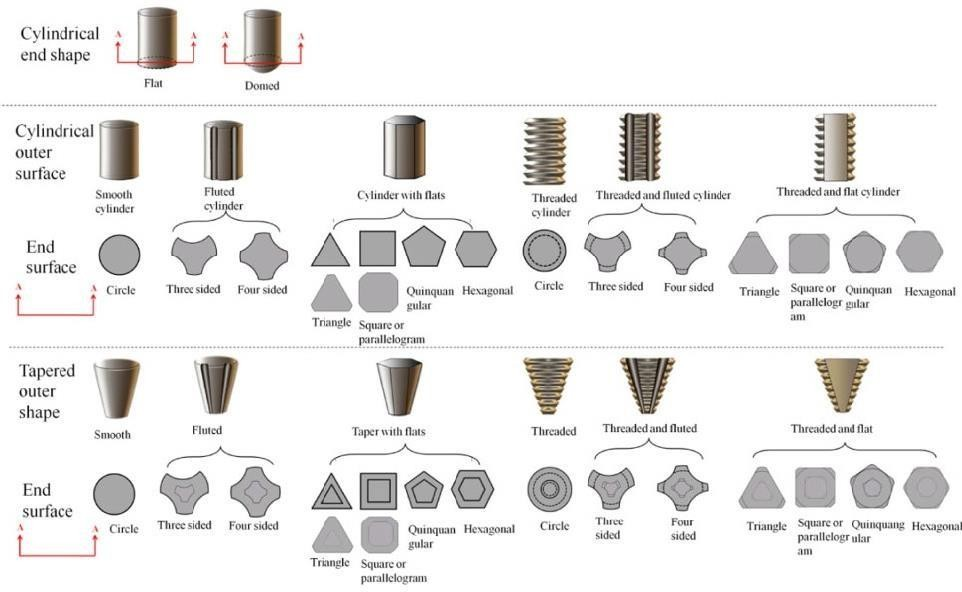 Cylindrical
end shape
A A A A
Flat Domed
Cylindrical
outer
surface
Smooth
cylinder
Fluted
cylinder
Cylinder with flats
Threaded
cylinder
Threaded and fluted cylinder
Threaded and flat cylinder
End
surface
A A
Circle
Three sided
Four sided
Triangle
Square or
parallelogram
Quinquan
gular
Hexagonal
Circle
Three sided
Four sided
Triangle
Square or
parallelogr
am
Quinquan
gular
Hexagonal
Tapered
outer
shape
Smooth
Fluted
Taper with flats
Threaded
Threaded and fluted
Threaded and flat
End
surface
A A
Circle
Three sided
Four sided
Triangle
Square or
parallelogram
Quinquan
gular
Hexagonal
Circle
Three
sided
Four
sided
Triangle
Square or
parallelogr
am
Quinquang
ular
Hexagonal